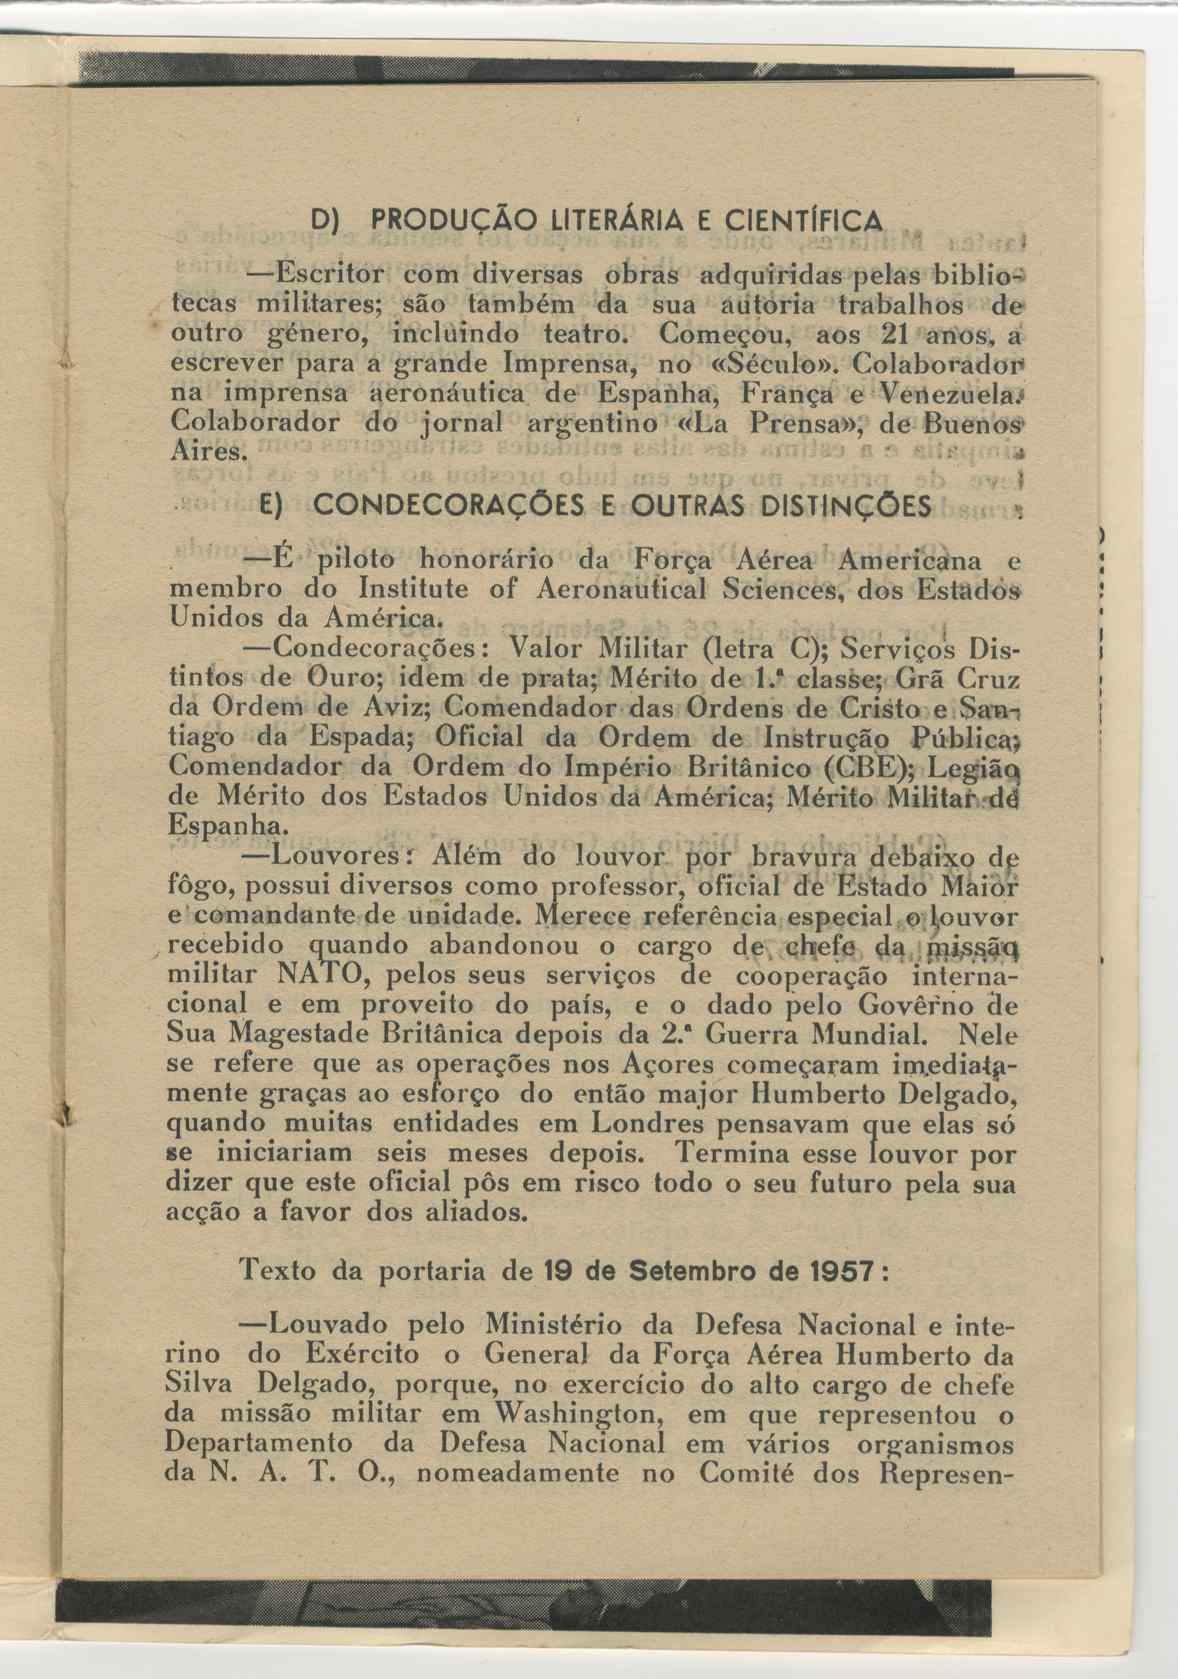 D) PRODUÇÃO LITERÁRIA E CIENTÍFICA
—Escritor com diversas obras adquiridas pelas biblio-
tecas militares; são também da sua autoria trabalhos de
outro género, incluindo teatro. Começou, aos 21 anos, a
escrever para a grande Imprensa, no «Século». Colaborador
na imprensa aeronáutica de Espanha, França e Venezuela.
Colaborador do jornal argentino «La Prensa», de Buenos
Aires.
E) CONDECORAÇÕES E OUTRAS DISTINÇÕES
—É piloto honorário da Força Aérea Americana e
membro do Institute of Aeronautical Sciences, dos Estados
Unidos da América.
—Condecorações: Valor Militar (letra C); Serviços Dis-
tintos de Ouro; idem de prata; Mérito de 1.ª classe; Grã Cruz
da Ordem de Aviz; Comendador das Ordens de Cristo e San-
tiago da Espada; Oficial da Ordem de Instrução Pública;
Comendador da Ordem do Império Britânico (CBE); Legião
de Mérito dos Estados Unidos da América; Mérito Militar de
Espanha.
—Louvores: Além do louvor por bravura debaixo de
fôgo, possui diversos como professor, oficial de Estado Maior
e comandante de unidade. Merece referência especial o louvor
recebido quando abandonou o cargo de chefe da missão
militar NATO, pelos seus serviços de cooperação interna-
cional e em proveito do país, e o dado pelo Govêrno de
Sua Magestade Britânica depois da 2.ª Guerra Mundial. Nele
se refere que as operações nos Açores começaram imediata-
mente graças ao esforço do então major Humberto Delgado,
quando muitas entidades em Londres pensavam que elas só
se iniciariam seis meses depois. Termina esse louvor por
dizer que este oficial pôs em risco todo o seu futuro pela sua
acção a favor dos aliados.
Texto da portaria de 19 de Setembro de 1957:
—Louvado pelo Ministério da Defesa Nacional e inte-
rino do Exército o General da Força Aérea Humberto da
Silva Delgado, porque, no exercício do alto cargo de chefe
da missão militar em Washington, em que representou o
Departamento da Defesa Nacional em vários organismos
da N. A. T. O., nomeadamente no Comité dos Represen-